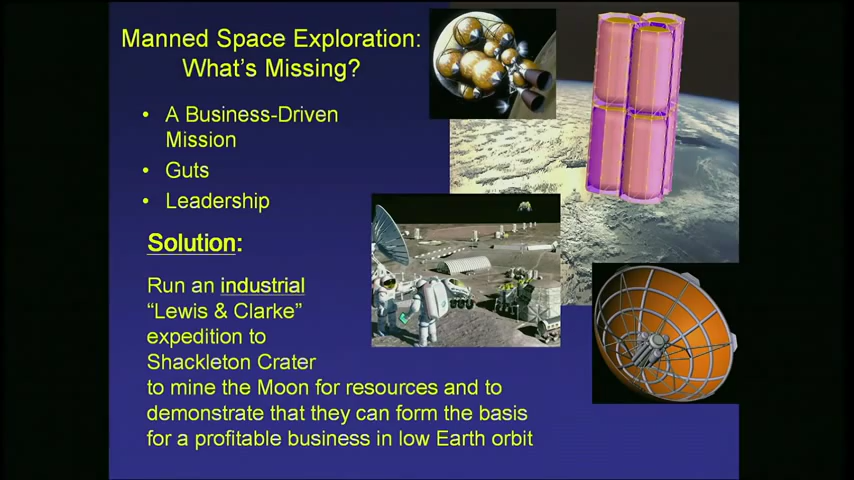 Manned Space Exploration:
What's Missing?
• A Business-Driven
Mission
• Guts
• Leadership
Solution:
Run an industrial
“Lewis & Clarke”
expedition to
Shackleton Crater
to mine the Moon for resources and to
demonstrate that they can form the basis
for a profitable business in low Earth orbit